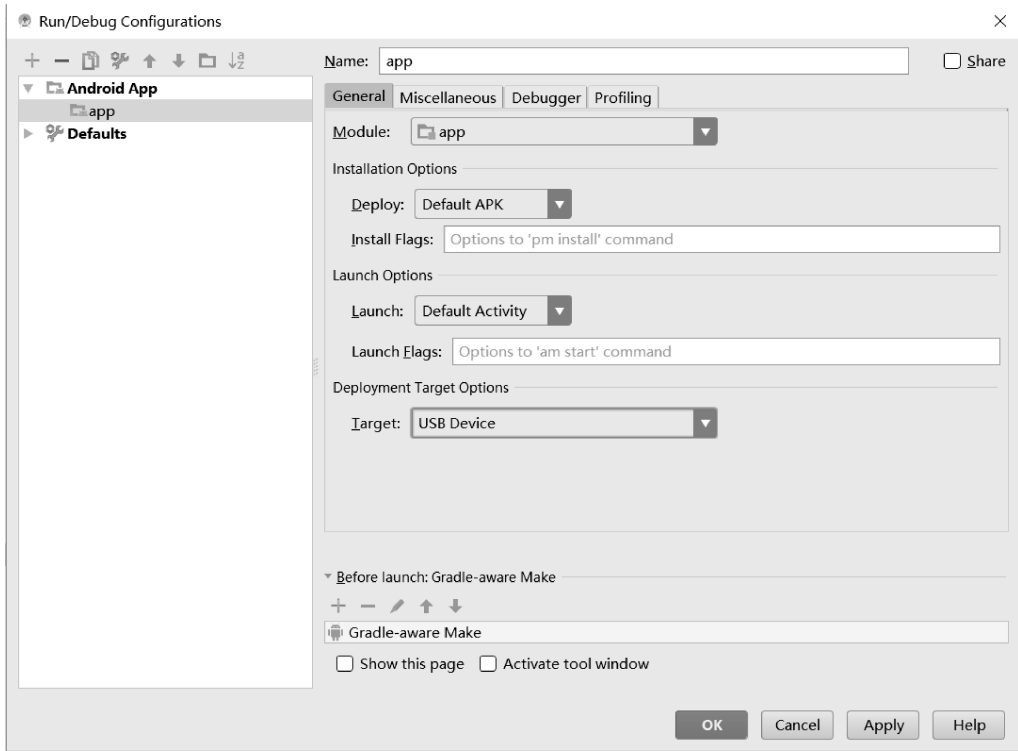 Run/Debug Configurations
Name: app
Share
Android App
app
Defaults
General Miscellaneous Debugger Profiling
Module: app
Installation Options
Deploy: Default APK
Install Flags: Options to 'pm install' command
Launch Options
Launch: Default Activity
Launch Flags: Options to 'am start' command
Deployment Target Options
Target: USB Device
Before launch: Gradle-aware Make
Gradle-aware Make
Show this page Activate tool window
OK Cancel Apply Help